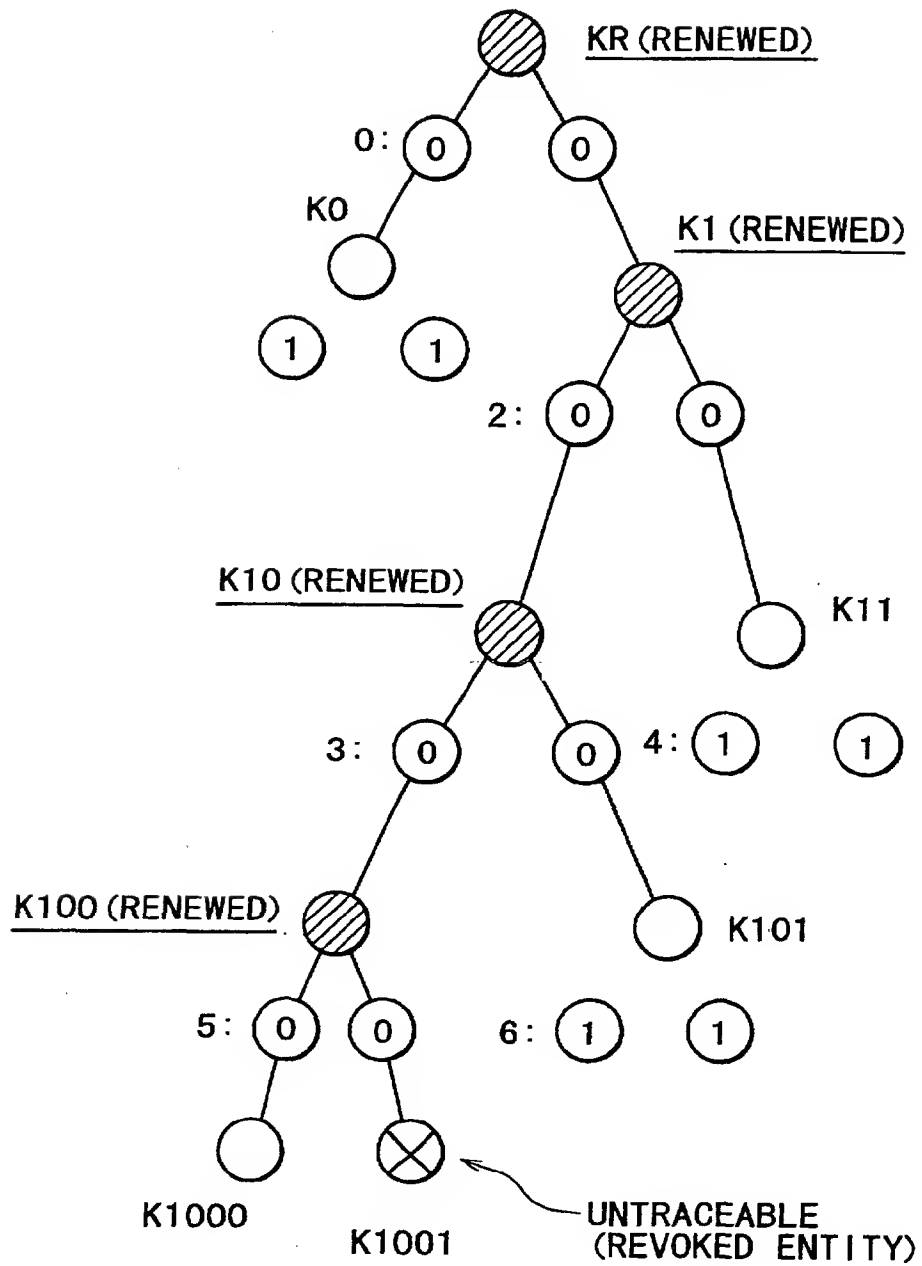 KR (RENEWED)
0: 0 0
K0
K1 (RENEWED)
1 1
2: 0 0
K10 (RENEWED)
K11
3: 0 0
4: 1 1
K100 (RENEWED)
K101
5: 0 0
6: 1 1
K1000
K1001
UNTRACEABLE
(REVOKED ENTITY)